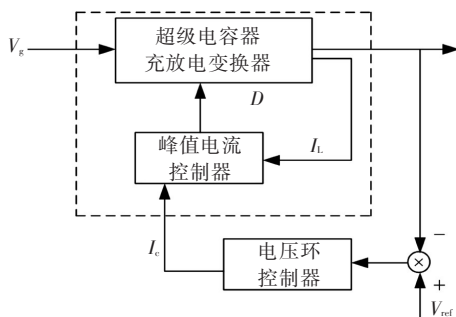 V_g
超级电容器
充放电变换器
D
峰值电流
控制器
I_L
I_c
电压环
控制器
−
×
+
V_ref